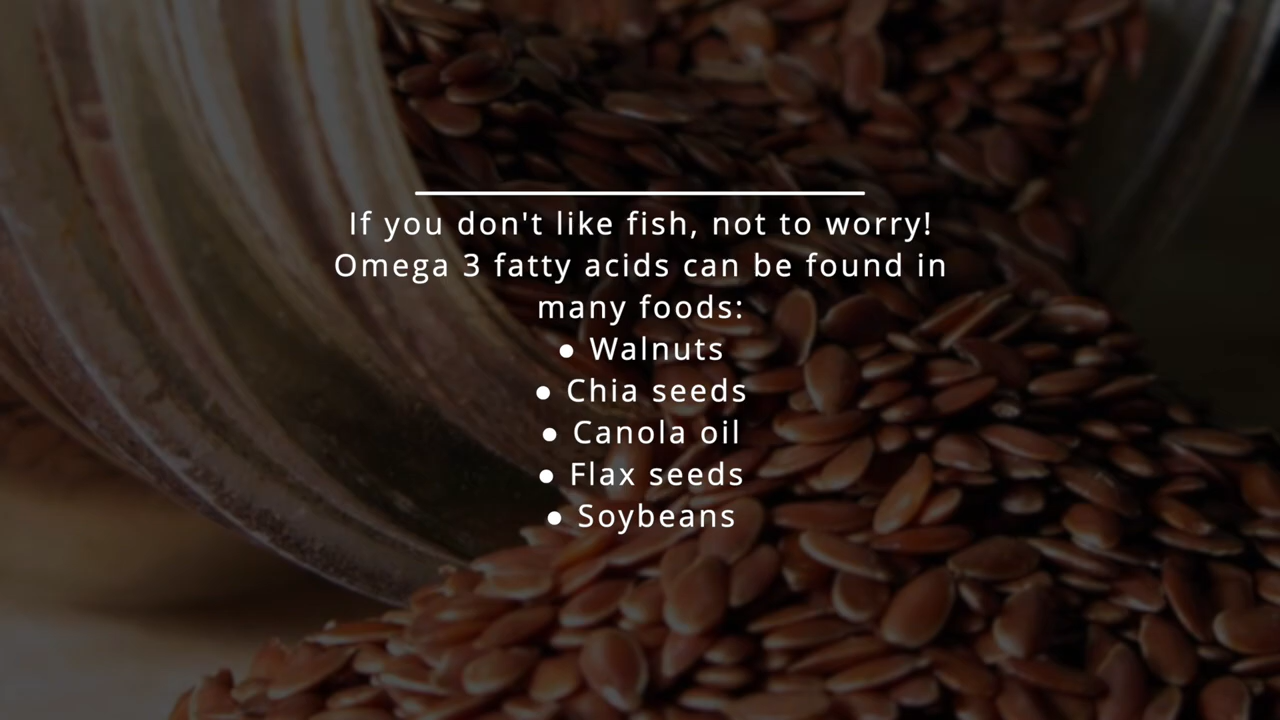 If you don't like fish, not to worry!
Omega 3 fatty acids can be found in
many foods:
● Walnuts
● Chia seeds
● Canola oil
● Flax seeds
● Soybeans